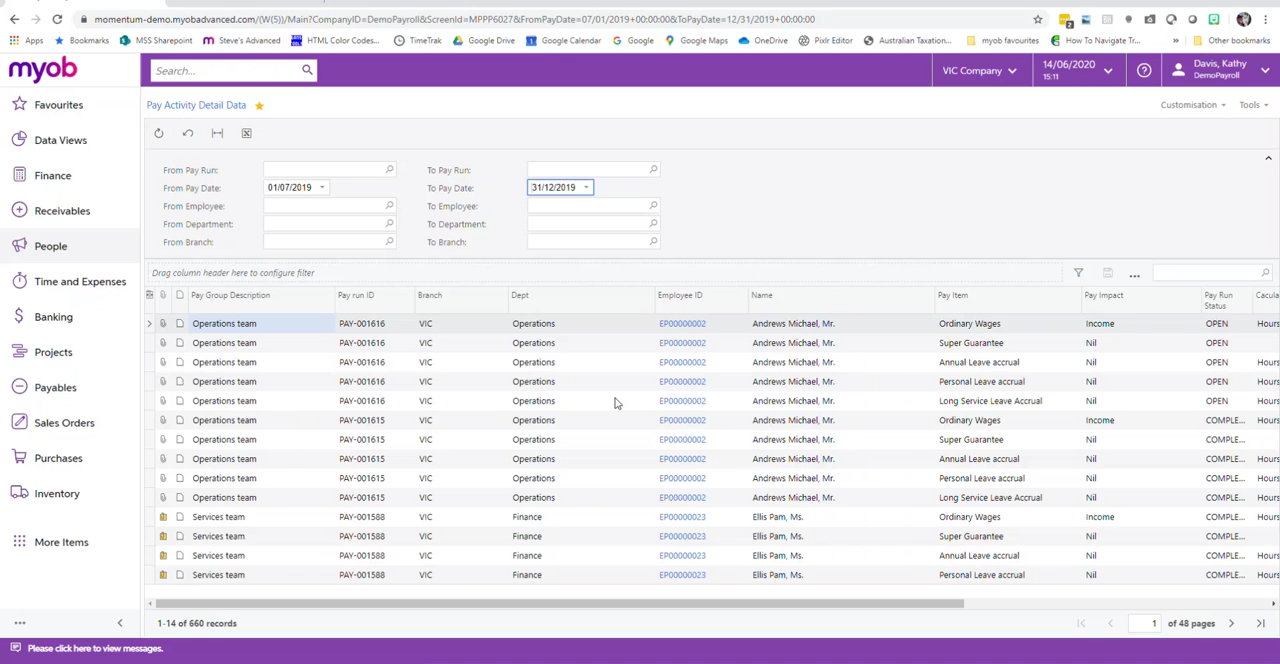 momentum-demo.myobadvanced.com/(W(5))/Main?CompanyID=DemoPayroll&ScreenId=MPPP6027&FromPayDate=07/01/2019+00:00:00&ToPayDate=12/31/2019+00:00:00
Apps Bookmarks MSS Sharepoint Steve's Advanced HTML Color Codes... TimeTrak Google Drive Google Calendar Google Google Maps OneDrive Pixlr Editor Australian Taxation... myob favourites How To Navigate Tr... » Other bookmarks
myob Search... VIC Company 14/06/2020 15:11 Davis, Kathy DemoPayroll
Favourites
Data Views
Finance
Receivables
People
Time and Expenses
Banking
Projects
Payables
Sales Orders
Purchases
Inventory
More Items
Pay Activity Detail Data Customisation Tools
From Pay Run: To Pay Run:
From Pay Date: 01/07/2019 To Pay Date: 31/12/2019
From Employee: To Employee:
From Department: To Department:
From Branch: To Branch:
Drag column header here to configure filter
Pay Group Description Pay run ID Branch Dept Employee ID Name Pay Item Pay Impact Pay Run Status Cacula
Operations team PAY-001616 VIC Operations EP00000002 Andrews Michael, Mr. Ordinary Wages Income OPEN Hours
Operations team PAY-001616 VIC Operations EP00000002 Andrews Michael, Mr. Super Guarantee Nil OPEN
Operations team PAY-001616 VIC Operations EP00000002 Andrews Michael, Mr. Annual Leave accrual Nil OPEN Hours
Operations team PAY-001616 VIC Operations EP00000002 Andrews Michael, Mr. Personal Leave accrual Nil OPEN Hours
Operations team PAY-001616 VIC Operations EP00000002 Andrews Michael, Mr. Long Service Leave Accrual Nil OPEN Hours
Operations team PAY-001615 VIC Operations EP00000002 Andrews Michael, Mr. Ordinary Wages Income COMPLE... Hours
Operations team PAY-001615 VIC Operations EP00000002 Andrews Michael, Mr. Super Guarantee Nil COMPLE...
Operations team PAY-001615 VIC Operations EP00000002 Andrews Michael, Mr. Annual Leave accrual Nil COMPLE... Hours
Operations team PAY-001615 VIC Operations EP00000002 Andrews Michael, Mr. Personal Leave accrual Nil COMPLE... Hours
Operations team PAY-001615 VIC Operations EP00000002 Andrews Michael, Mr. Long Service Leave Accrual Nil COMPLE... Hours
Services team PAY-001588 VIC Finance EP00000023 Ellis Pam, Ms. Ordinary Wages Income COMPLE... Hours
Services team PAY-001588 VIC Finance EP00000023 Ellis Pam, Ms. Super Guarantee Nil COMPLE...
Services team PAY-001588 VIC Finance EP00000023 Ellis Pam, Ms. Annual Leave accrual Nil COMPLE... Hours
Services team PAY-001588 VIC Finance EP00000023 Ellis Pam, Ms. Personal Leave accrual Nil COMPLE... Hours
1-14 of 660 records 1 of 48 pages
Please click here to view messages.